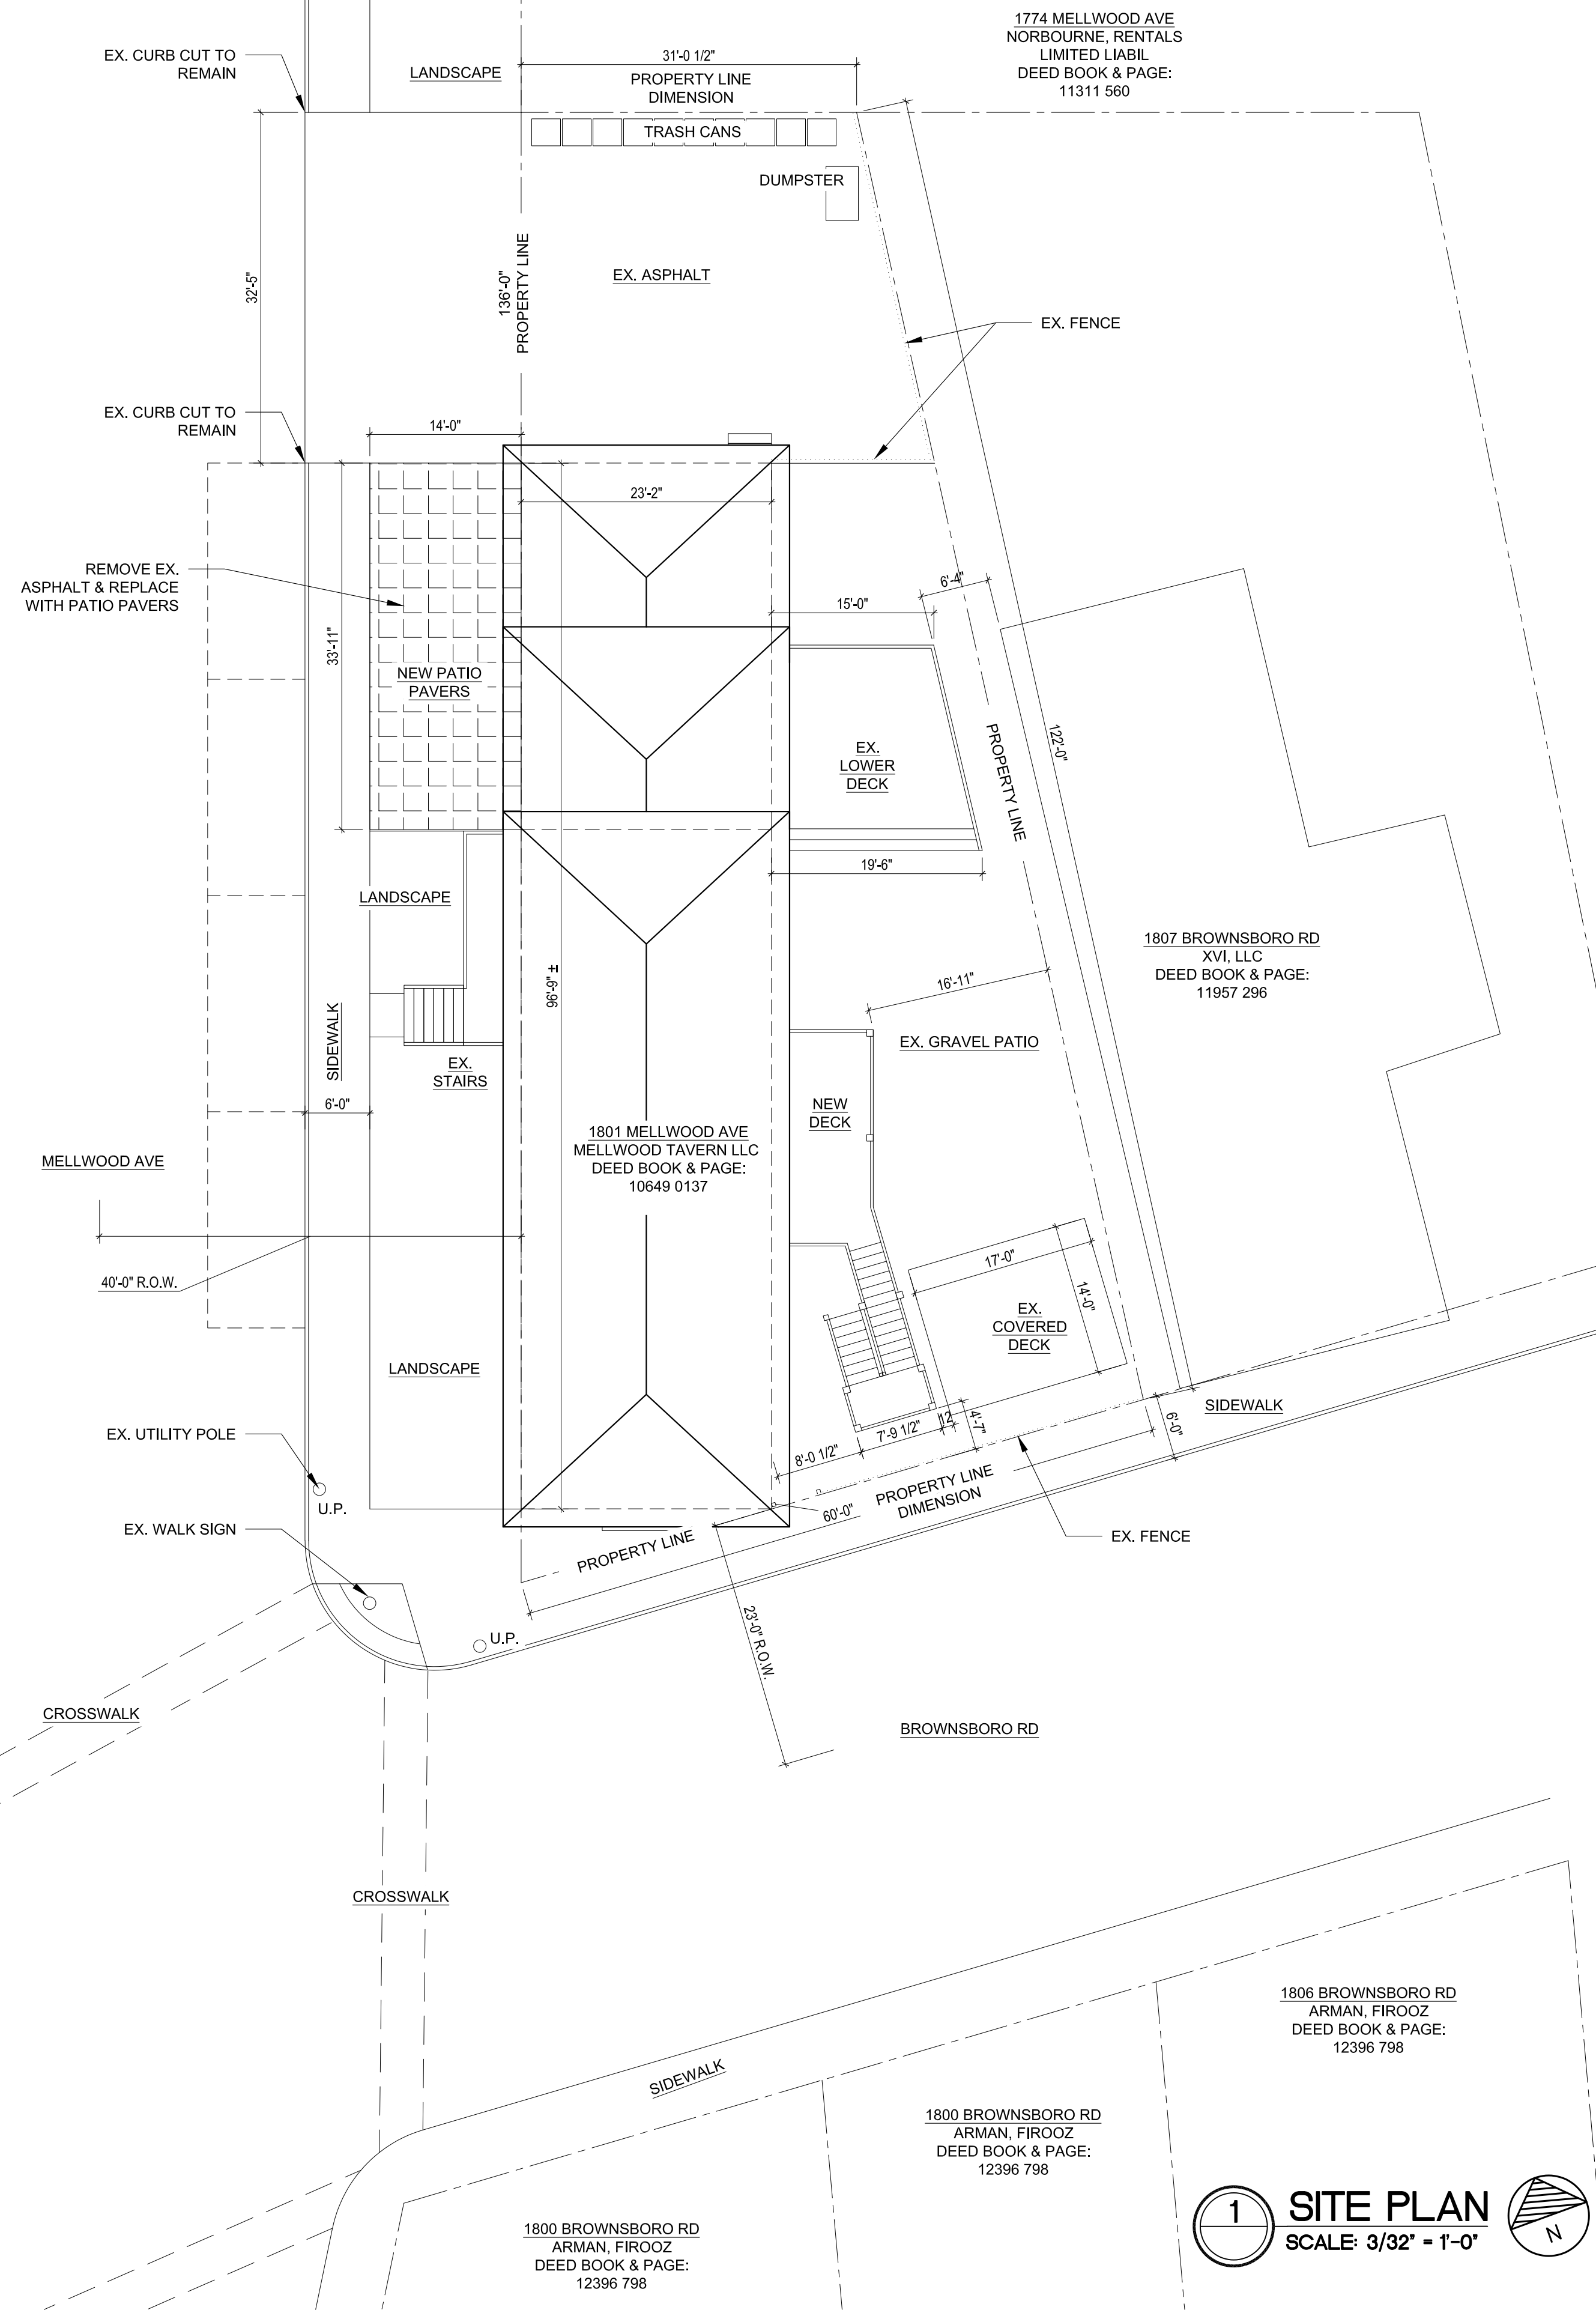 1774 MELLWOOD AVE
NORBOURNE, RENTALS
LIMITED LIABIL
DEED BOOK & PAGE:
11311 560
EX. CURB CUT TO
REMAIN
LANDSCAPE
31'-0 1/2"
PROPERTY LINE
DIMENSION
TRASH CANS
DUMPSTER
32'-5"
136'-0"
PROPERTY LINE
EX. ASPHALT
EX. FENCE
EX. CURB CUT TO
REMAIN
14'-0"
23'-2"
REMOVE EX.
ASPHALT & REPLACE
WITH PATIO PAVERS
33'-11"
NEW PATIO
PAVERS
6'-4"
15'-0"
EX.
LOWER
DECK
PROPERTY LINE
122'-0"
19'-6"
LANDSCAPE
96'-9" ±
1807 BROWNSBORO RD
XVI, LLC
DEED BOOK & PAGE:
11957 296
16'-11"
SIDEWALK
EX. GRAVEL PATIO
EX.
STAIRS
6'-0"
NEW
DECK
1801 MELLWOOD AVE
MELLWOOD TAVERN LLC
DEED BOOK & PAGE:
10649 0137
MELLWOOD AVE
40'-0" R.O.W.
17'-0"
14'-0"
EX.
COVERED
DECK
LANDSCAPE
SIDEWALK
6'-0"
4'-7"
12
7'-9 1/2"
8'-0 1/2"
EX. UTILITY POLE
U.P.
PROPERTY LINE
DIMENSION
60'-0"
EX. WALK SIGN
PROPERTY LINE
EX. FENCE
U.P.
23'-0" R.O.W.
CROSSWALK
BROWNSBORO RD
CROSSWALK
1806 BROWNSBORO RD
ARMAN, FIROOZ
DEED BOOK & PAGE:
12396 798
SIDEWALK
1800 BROWNSBORO RD
ARMAN, FIROOZ
DEED BOOK & PAGE:
12396 798
1800 BROWNSBORO RD
ARMAN, FIROOZ
DEED BOOK & PAGE:
12396 798
1
SITE PLAN
SCALE: 3/32" = 1'-0"
N